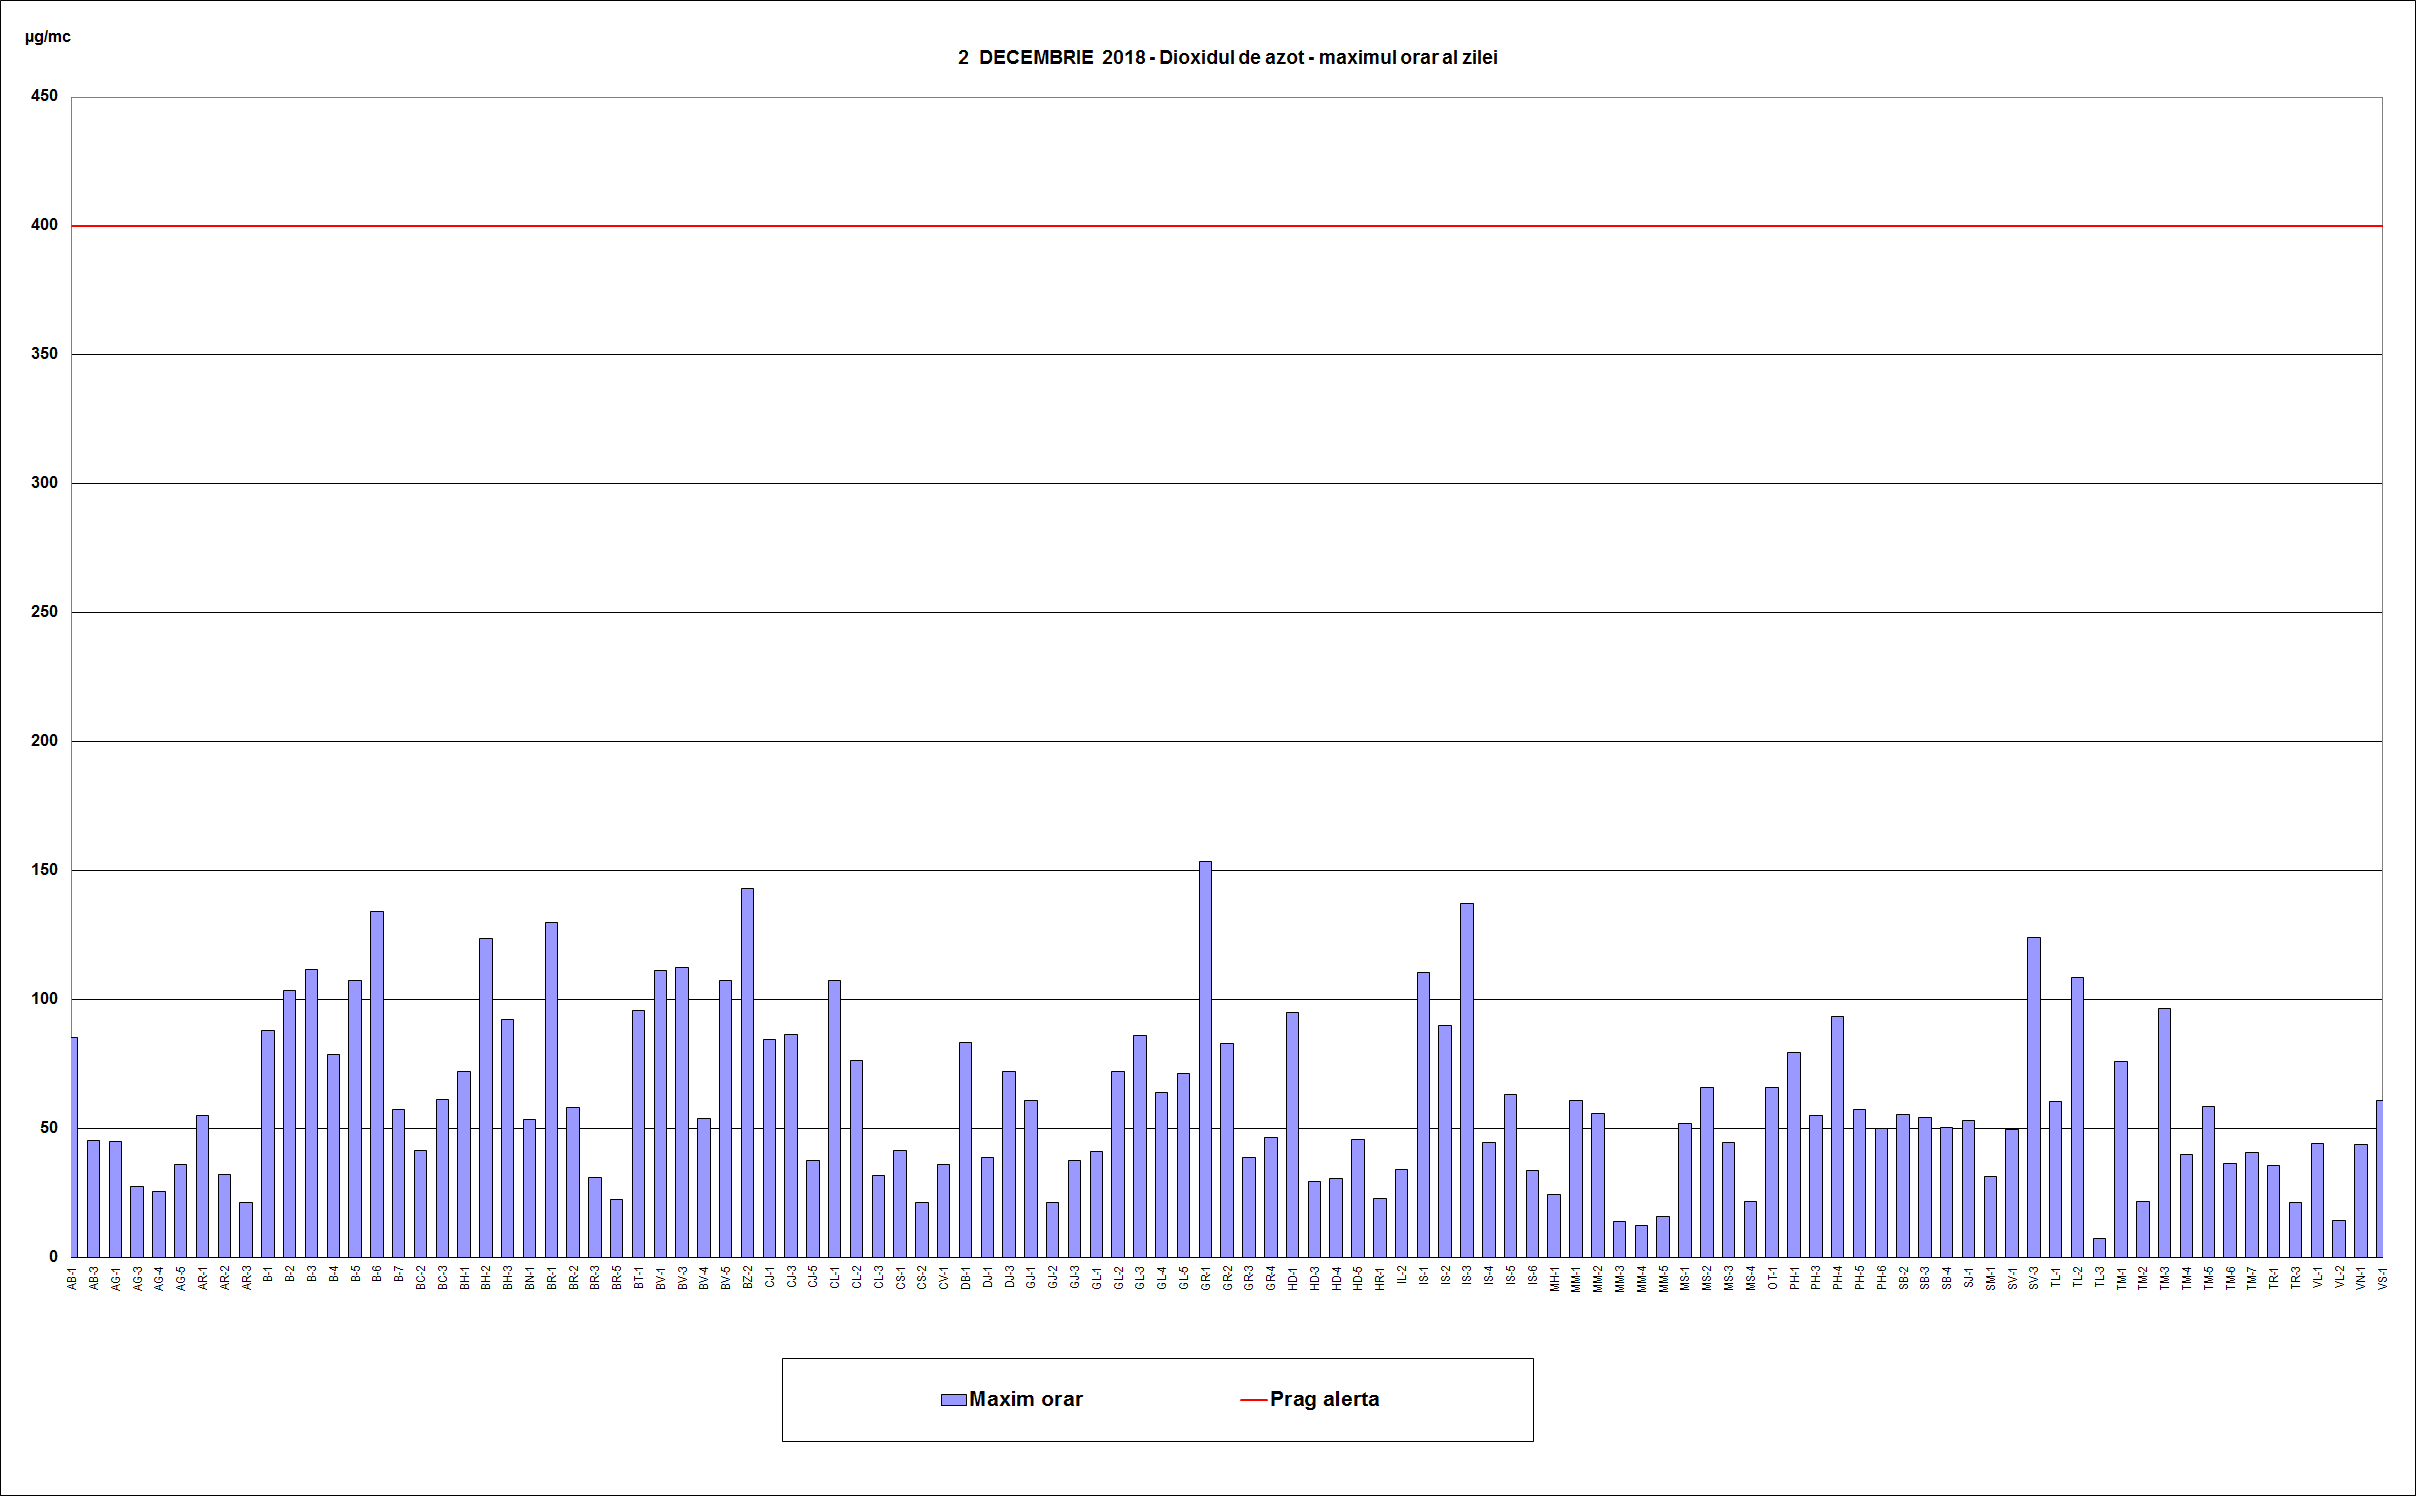 µg/mc
2 DECEMBRIE 2018 - Dioxidul de azot - maximul orar al zilei
450
400
350
300
250
200
150
100
50
0
AB-1 AB-3 AG-1 AG-3 AG-4 AG-5 AR-1 AR-2 AR-3 B-1 B-2 B-3 B-4 B-5 B-6 B-7 BC-2 BC-3 BH-1 BH-2 BH-3 BN-1 BR-1 BR-2 BR-3 BR-5 BT-1 BV-1 BV-3 BV-4 BV-5 BZ-2 CJ-1 CJ-3 CJ-5 CL-1 CL-2 CL-3 CS-1 CS-2 CV-1 DB-1 DJ-1 DJ-3 GJ-1 GJ-2 GJ-3 GL-1 GL-2 GL-3 GL-4 GL-5 GR-1 GR-2 GR-3 GR-4 HD-1 HD-3 HD-4 HD-5 HR-1 IL-2 IS-1 IS-2 IS-3 IS-4 IS-5 IS-6 MH-1 MM-1 MM-2 MM-3 MM-4 MM-5 MS-1 MS-2 MS-3 MS-4 OT-1 PH-1 PH-3 PH-4 PH-5 PH-6 SB-2 SB-3 SB-4 SJ-1 SM-1 SV-1 SV-3 TL-1 TL-2 TL-3 TM-1 TM-2 TM-3 TM-4 TM-5 TM-6 TM-7 TR-1 TR-3 VL-1 VL-2 VN-1 VS-1
Maxim orar Prag alerta